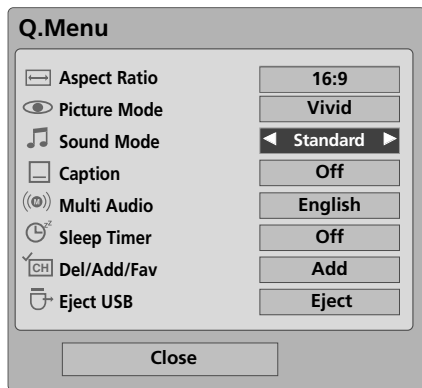 Q.Menu
Aspect Ratio 16:9
Picture Mode Vivid
Sound Mode Standard
Caption Off
Multi Audio English
Sleep Timer Off
CH Del/Add/Fav Add
Eject USB Eject
Close